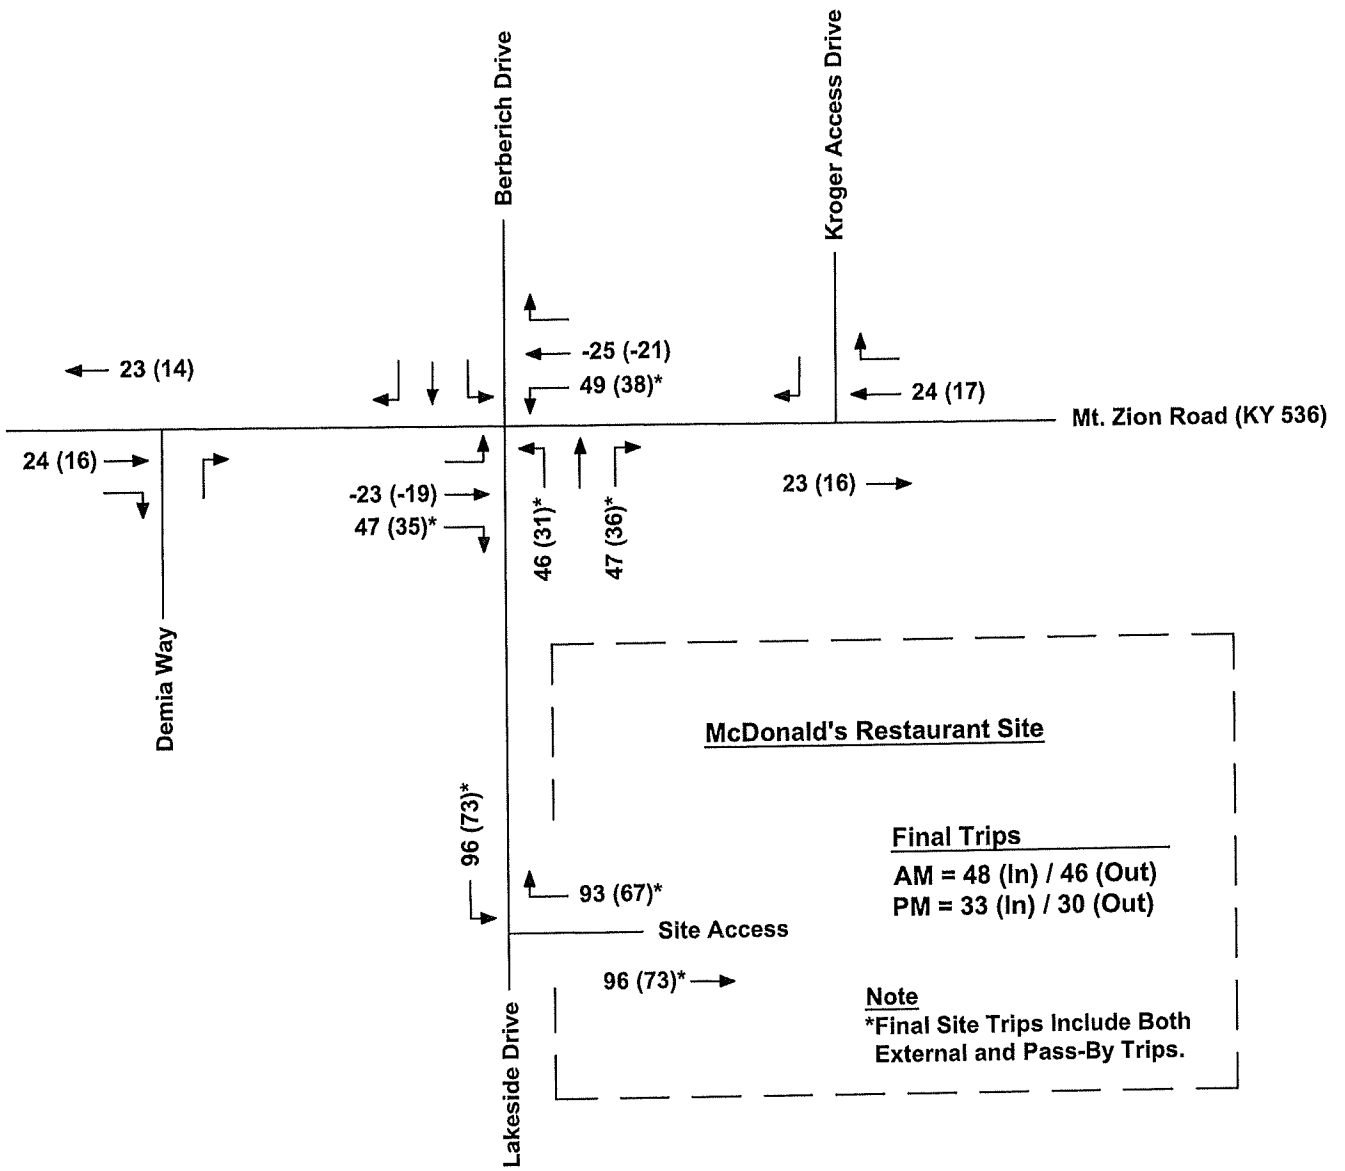 Berberich Drive
Kroger Access Drive
23 (14)
-25 (-21)
49 (38)*
24 (17)
Mt. Zion Road (KY 536)
24 (16)
-23 (-19)
47 (35)*
46 (31)*
47 (36)*
23 (16)
Demia Way
McDonald's Restaurant Site
96 (73)*
Final Trips
AM = 48 (In) / 46 (Out)
PM = 33 (In) / 30 (Out)
93 (67)*
Site Access
96 (73)*
Note
*Final Site Trips Include Both
External and Pass-By Trips.
Lakeside Drive